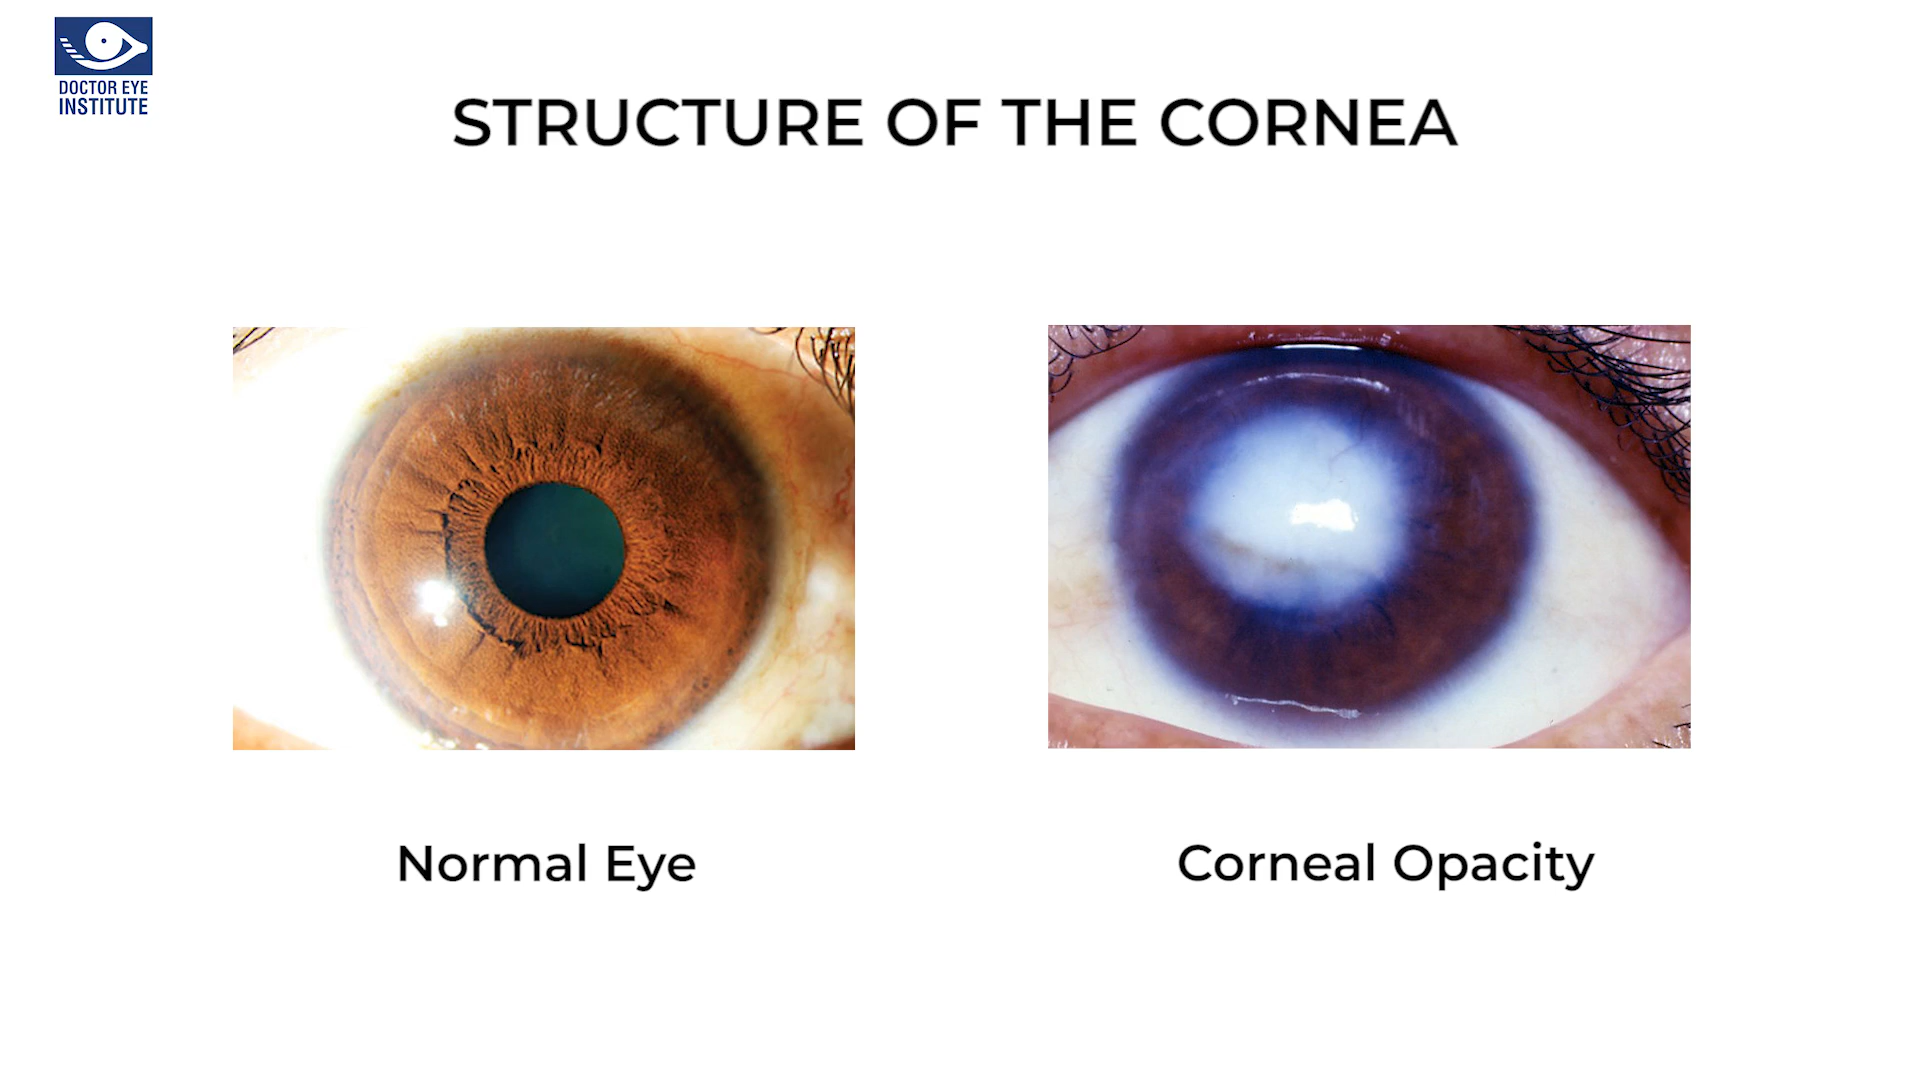 DOCTOR EYE
INSTITUTE
STRUCTURE OF THE CORNEA
Normal Eye
Corneal Opacity